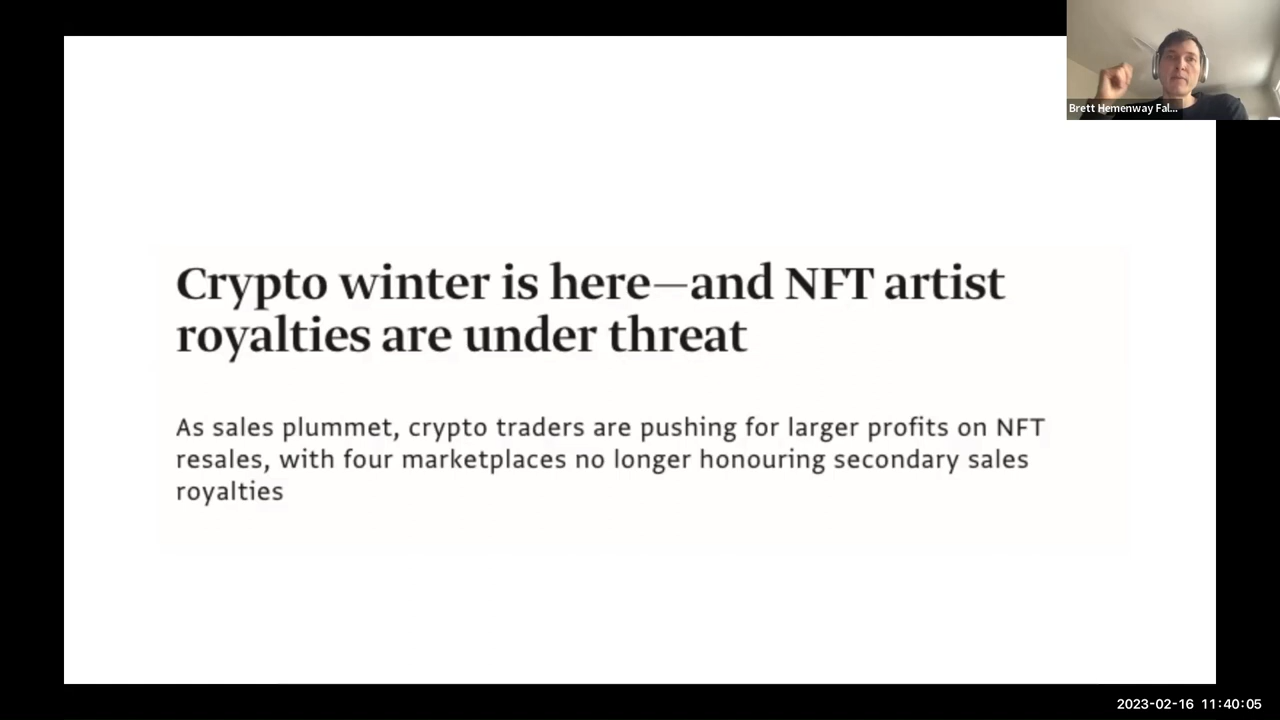 Brett Hemenway Fal...
Crypto winter is here—and NFT artist
royalties are under threat
As sales plummet, crypto traders are pushing for larger profits on NFT
resales, with four marketplaces no longer honouring secondary sales
royalties
2023-02-16 11:40:05